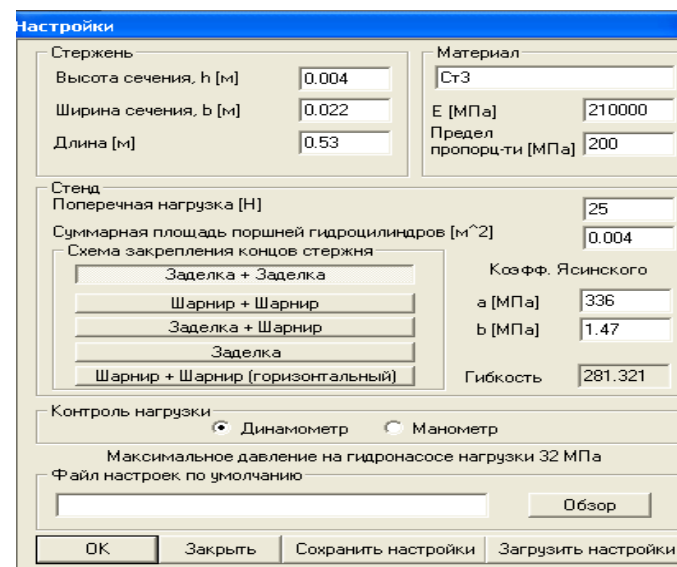 Настройки
Стержень
Высота сечения, h [м] 0.004
Ширина сечения, b [м] 0.022
Длина [м] 0.53
Материал
Ст3
E [МПа] 210000
Предел
пропорц-ти [МПа] 200
Стенд
Поперечная нагрузка [Н] 25
Суммарная площадь поршней гидроцилиндров [м^2] 0.004
Схема закрепления концов стержня
Заделка + Заделка
Шарнир + Шарнир
Заделка + Шарнир
Заделка
Шарнир + Шарнир (горизонтальный)
Коэфф. Ясинского
a [МПа] 336
b [МПа] 1.47
Гибкость 281.321
Контроль нагрузки
Динамометр Манометр
Максимальное давление на гидронасосе нагрузки 32 МПа
Файл настроек по умолчанию
Обзор
OK Закрыть Сохранить настройки Загрузить настройки